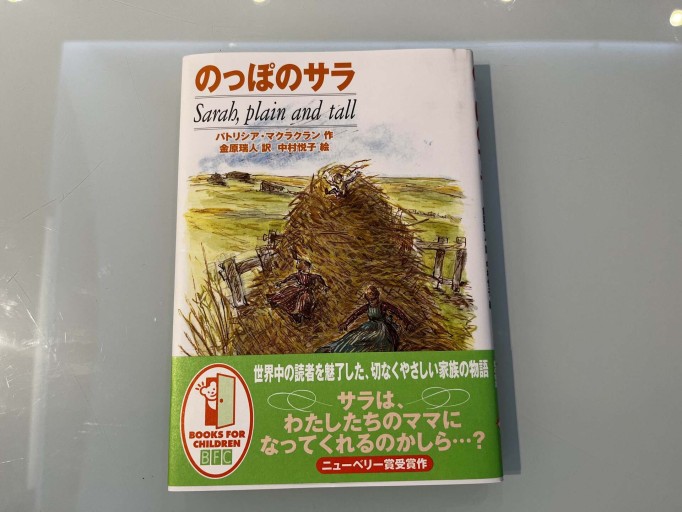 のっぽのサラ
Sarah, plain and tall
パトリシア・マクラクラン 作
金原瑞人 訳 中村悦子 絵
世界中の読者を魅了した、切なくやさしい家族の物語
サラは、
わたしたちのママに
なってくれるのかしら…?
ニューベリー賞受賞作
BOOKS FOR
CHILDREN
BFC